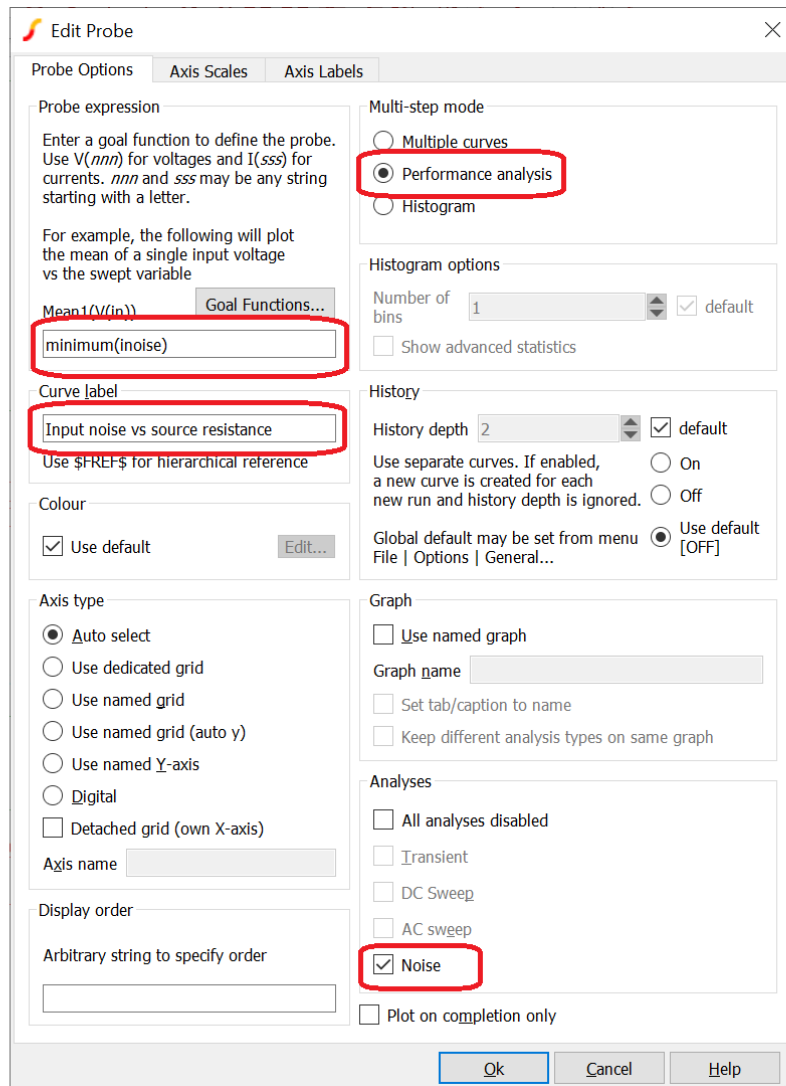 Edit Probe
Probe Options
Axis Scales
Axis Labels
Probe expression
Enter a goal function to define the probe.
Use V(nnn) for voltages and I(sss) for
currents. nnn and sss may be any string
starting with a letter.
For example, the following will plot
the mean of a single input voltage
vs the swept variable
Mean1(V(in))
Goal Functions...
minimum(inoise)
Curve label
Input noise vs source resistance
Use $FREF$ for hierarchical reference
Colour
Use default
Edit...
Axis type
Auto select
Use dedicated grid
Use named grid
Use named grid (auto y)
Use named Y-axis
Digital
Detached grid (own X-axis)
Axis name
Display order
Arbitrary string to specify order
Multi-step mode
Multiple curves
Performance analysis
Histogram
Histogram options
Number of
bins
1
default
Show advanced statistics
History
History depth
2
default
Use separate curves. If enabled,
a new curve is created for each
new run and history depth is ignored.
On
Off
Global default may be set from menu
File | Options | General...
Use default
[OFF]
Graph
Use named graph
Graph name
Set tab/caption to name
Keep different analysis types on same graph
Analyses
All analyses disabled
Transient
DC Sweep
AC sweep
Noise
Plot on completion only
Ok
Cancel
Help